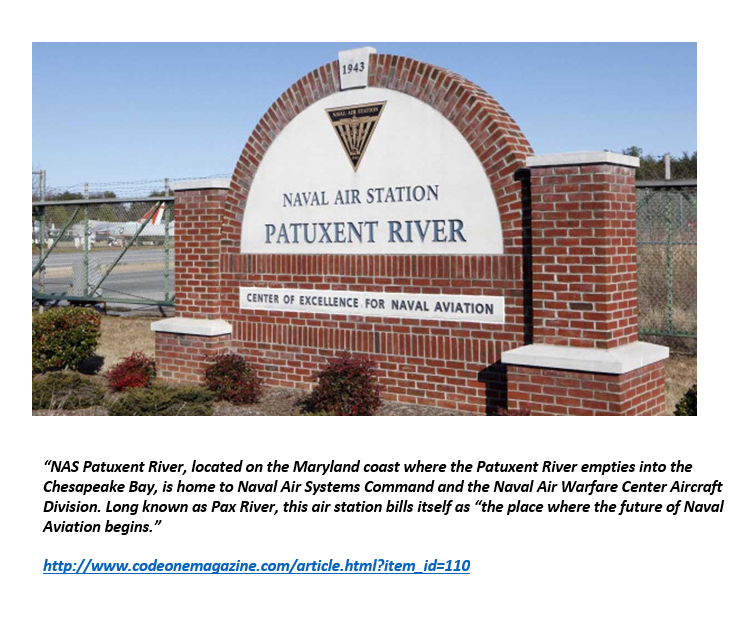 1943
NAVAL AIR STATION
NAVAL AIR STATION
PATUXENT RIVER
CENTER OF EXCELLENCE FOR NAVAL AVIATION
“NAS Patuxent River, located on the Maryland coast where the Patuxent River empties into the
Chesapeake Bay, is home to Naval Air Systems Command and the Naval Air Warfare Center Aircraft
Division. Long known as Pax River, this air station bills itself as “the place where the future of Naval
Aviation begins.”
http://www.codeonemagazine.com/article.html?item_id=110